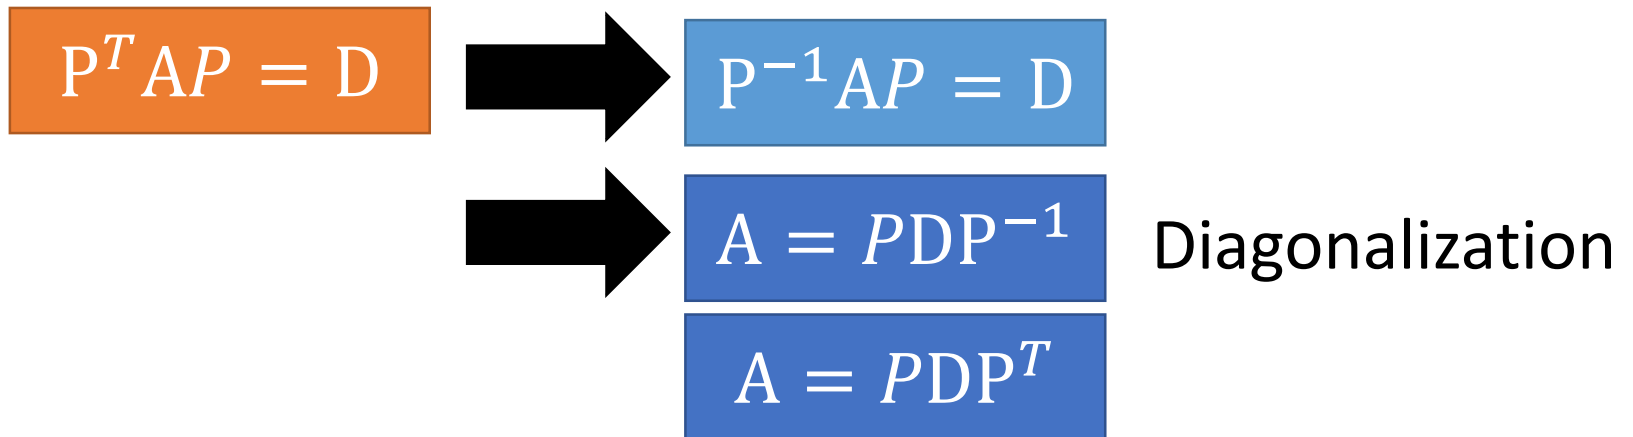 P^T AP = D
P^{−1} AP = D
A = PDP^{−1}
Diagonalization
A = PDP^T